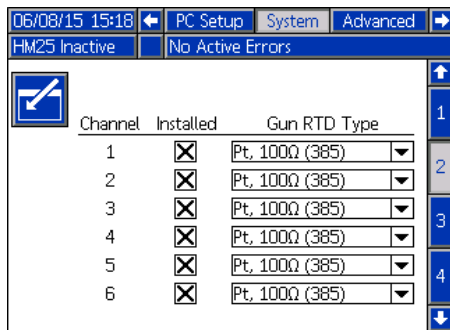 06/08/15 15:18 PC Setup System Advanced
HM25 Inactive No Active Errors
Channel Installed Gun RTD Type
1 Pt, 100Ω (385)
2 Pt, 100Ω (385)
3 Pt, 100Ω (385)
4 Pt, 100Ω (385)
5 Pt, 100Ω (385)
6 Pt, 100Ω (385)
1
2
3
4